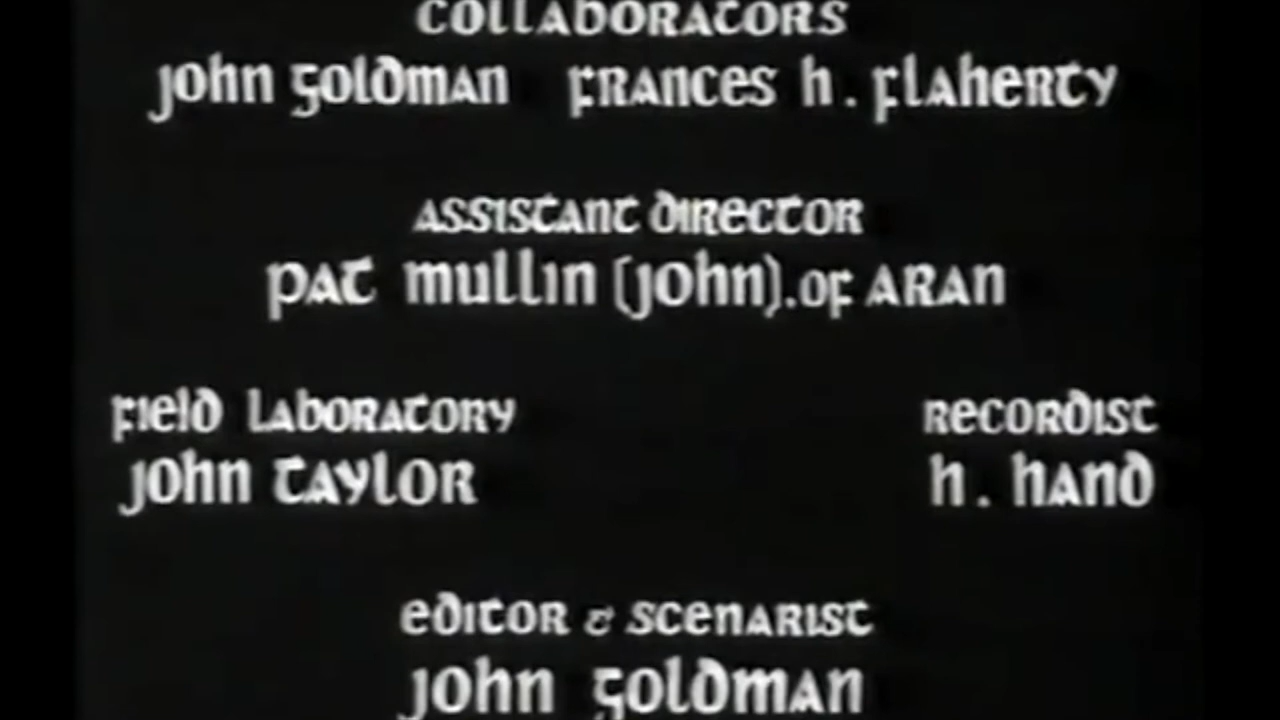 COLLABORATORS
John Goldman Frances h. Flaherty
Assistant Director
Pat Mullin (John).of Aran
Field Laboratory
Recordist
John Taylor
h. hand
Editor & Scenarist
John Goldman